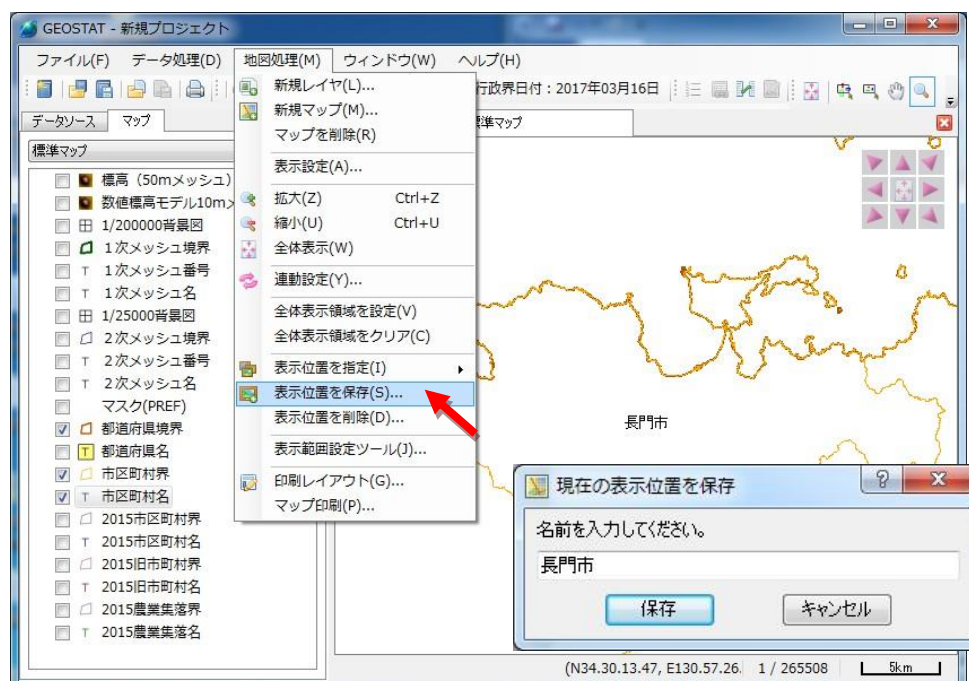 GEOSTAT - 新規プロジェクト
ファイル(F) データ処理(D) 地図処理(M) ウィンドウ(W) ヘルプ(H)
行政界日付：2017年03月16日
データソース マップ
標準マップ
標高（50mメッシュ）
数値標高モデル10m
1/200000背景図
1次メッシュ境界
1次メッシュ番号
1次メッシュ名
1/25000背景図
2次メッシュ境界
2次メッシュ番号
2次メッシュ名
マスク(PREF)
都道府県境界
都道府県名
市区町村界
市区町村名
2015市区町村界
2015市区町村名
2015旧市町村界
2015旧市町村名
2015農業集落界
2015農業集落名
新規レイヤ(L)...
新規マップ(M)...
マップを削除(R)
表示設定(A)...
拡大(Z) Ctrl+Z
縮小(U) Ctrl+U
全体表示(W)
連動設定(Y)...
全体表示領域を設定(V)
全体表示領域をクリア(C)
表示位置を指定(I)
表示位置を保存(S)...
表示位置を削除(D)...
表示範囲設定ツール(J)...
印刷レイアウト(G)...
マップ印刷(P)...
準マップ
長門市
現在の表示位置を保存
名前を入力してください。
長門市
保存 キャンセル
(N34.30.13.47, E130.57.26. 1 / 265508 5km